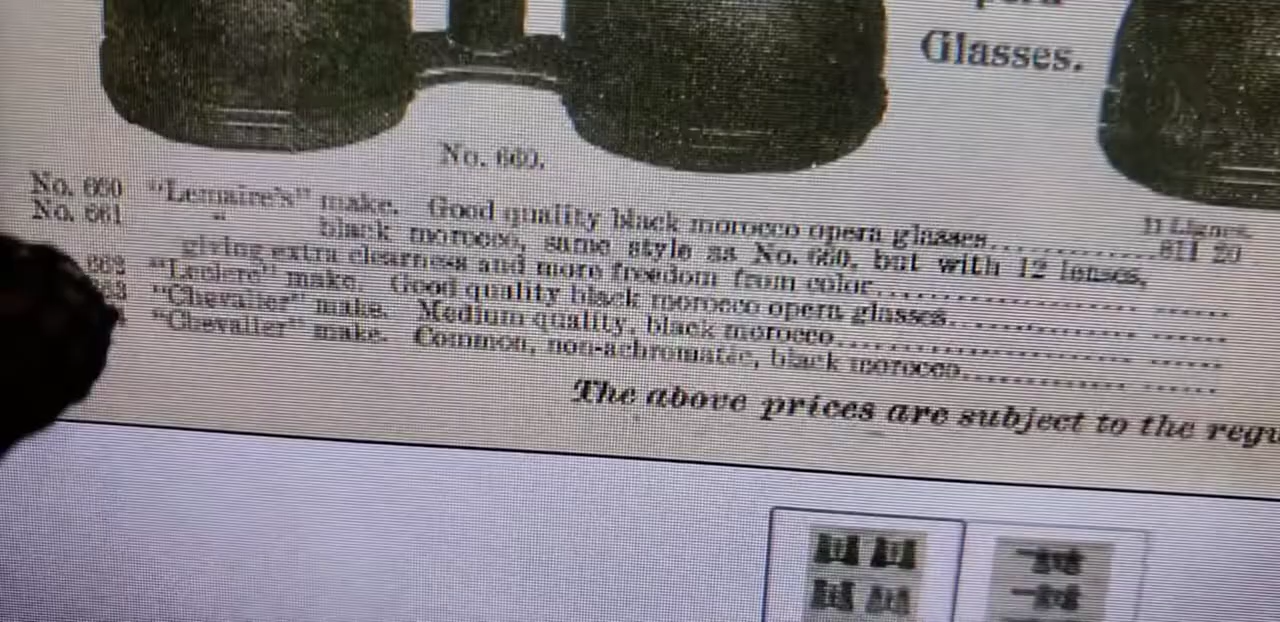 Glasses.
No. 660.
11 Lignes.
No. 660 "Lemaire's" make. Good quality black morocco opera glasses.................... $11 20
No. 661 " black morocco, same style as No. 660, but with 12 lenses,
giving extra clearness and more freedom from color.................... ......
662 "Leclere" make. Good quality black morocco opera glasses.................... ......
663 "Chevalier" make. Medium quality, black morocco.................... ......
"Chevalier" make. Common, non-achromatic, black morocco.................... ......
The above prices are subject to the